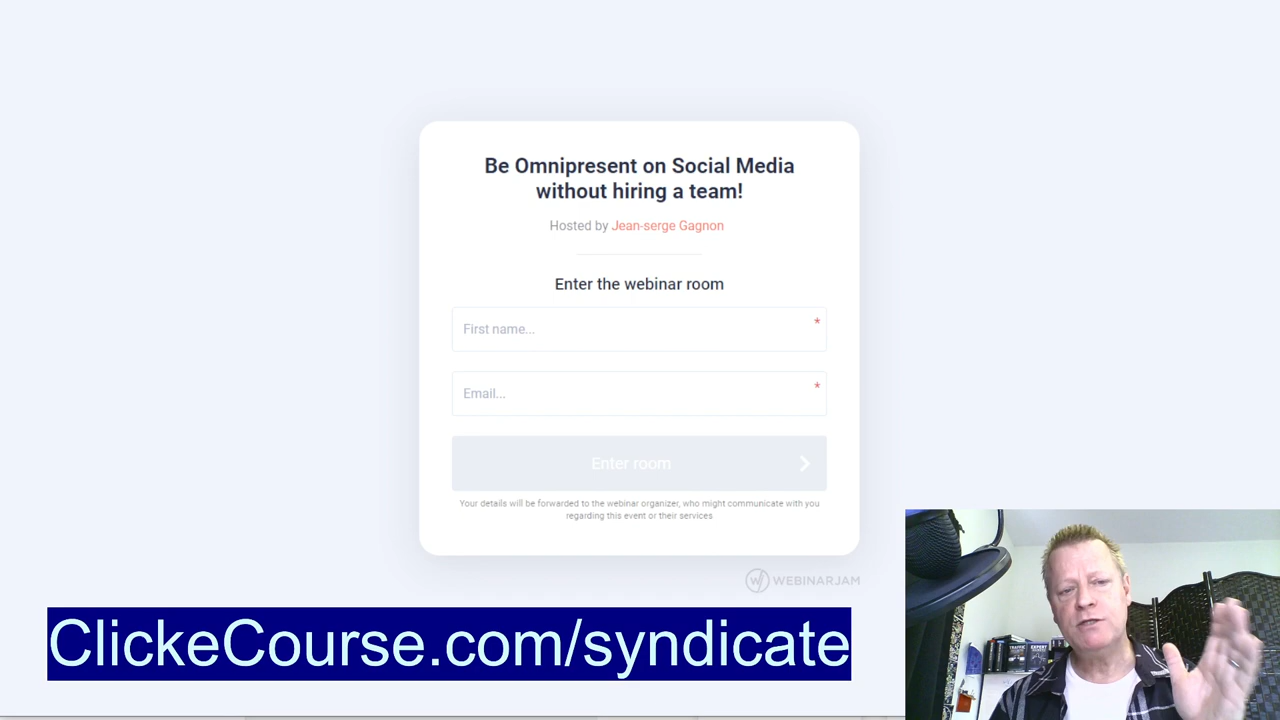 Be Omnipresent on Social Media
without hiring a team!
Hosted by Jean-serge Gagnon
Enter the webinar room
First name...
*
Email...
*
Enter room
Your details will be forwarded to the webinar organizer, who might communicate with you
regarding this event or their services
WEBINARJAM
ClickeCourse.com/syndicate
TRAFFIC
EXPERT